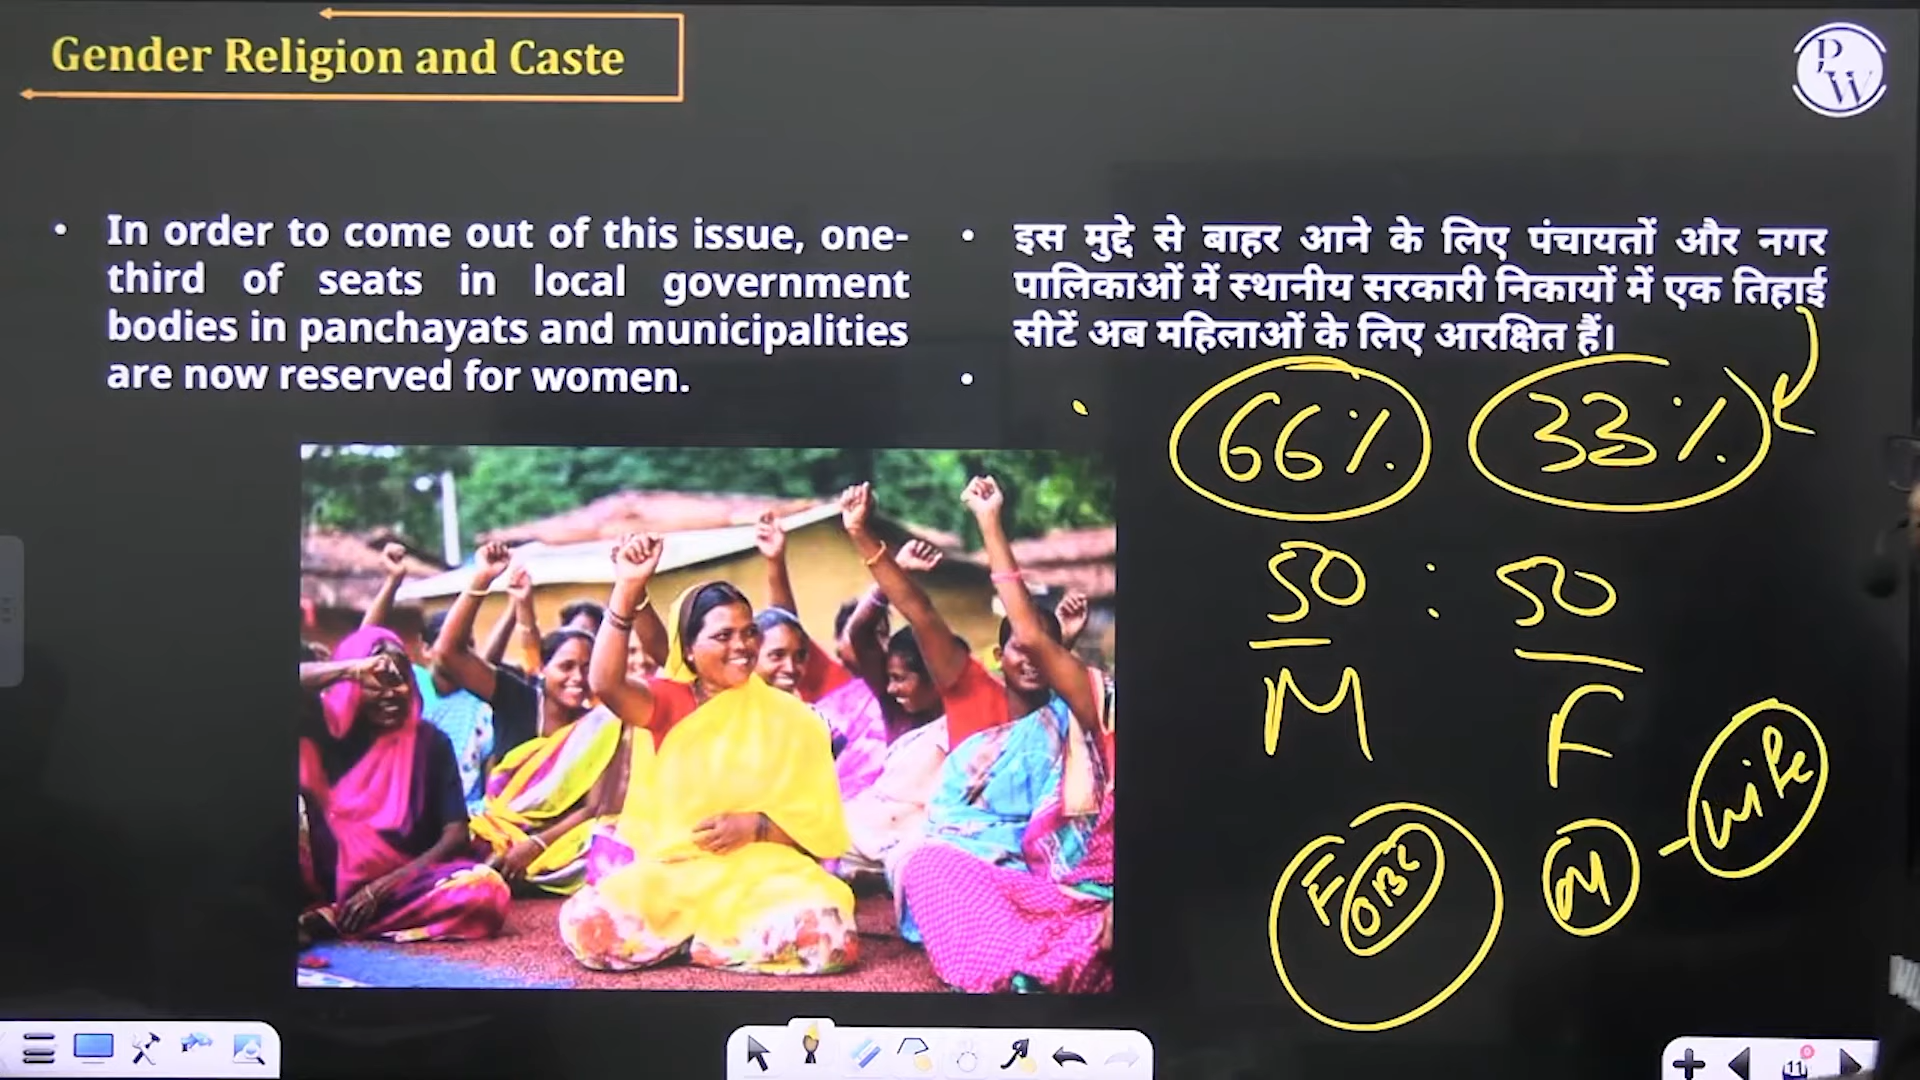 Gender Religion and Caste
PW
• In order to come out of this issue, one-
third of seats in local government
bodies in panchayats and municipalities
are now reserved for women.
• इस मुद्दे से बाहर आने के लिए पंचायतों और नगर
पालिकाओं में स्थानीय सरकारी निकायों में एक तिहाई
सीटें अब महिलाओं के लिए आरक्षित हैं।
•
66% 33%
50 : 50
M F
wife
F OBC M
11